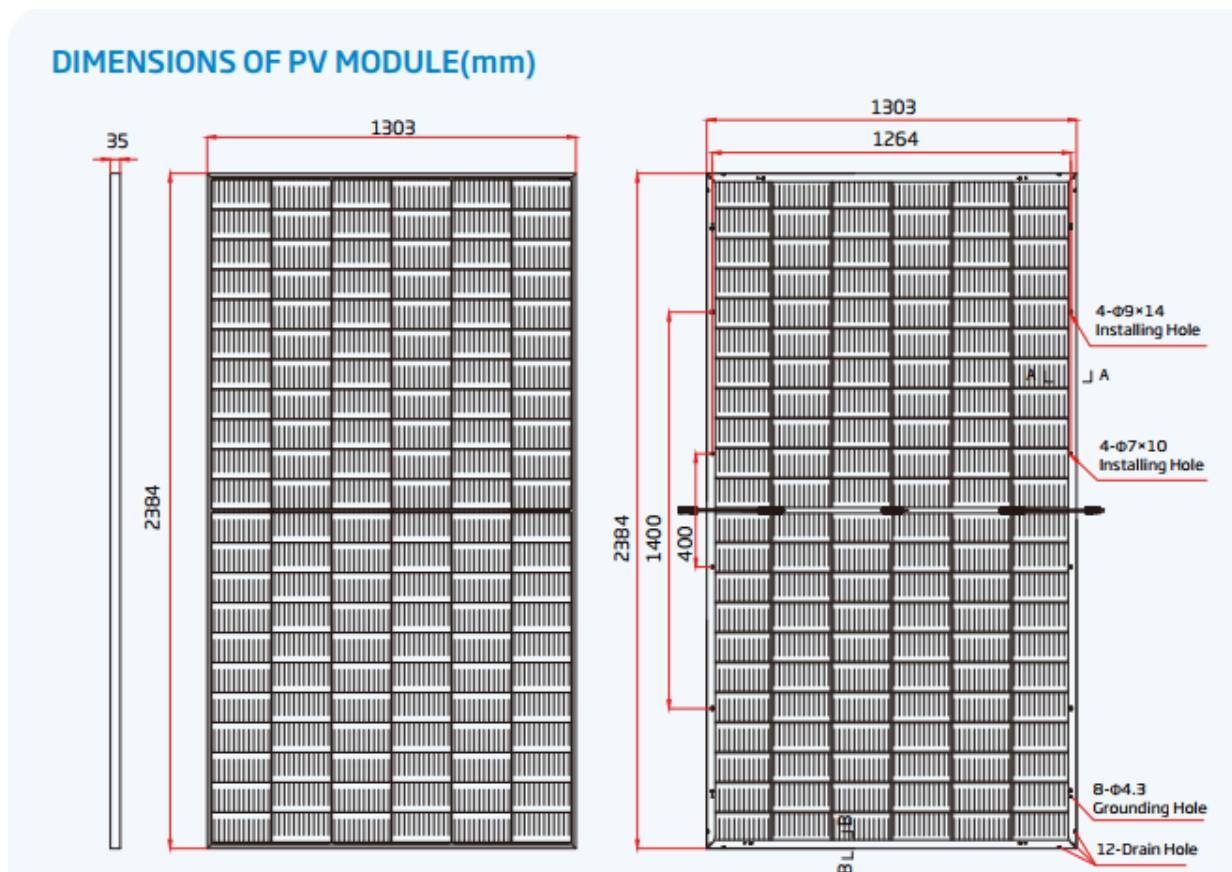 DIMENSIONS OF PV MODULE(mm)
35
1303
2384
1303
1264
2384
1400
400
4-Φ9×14
Installing Hole
A
A
4-Φ7×10
Installing Hole
8-Φ4.3
Grounding Hole
12-Drain Hole
B
B